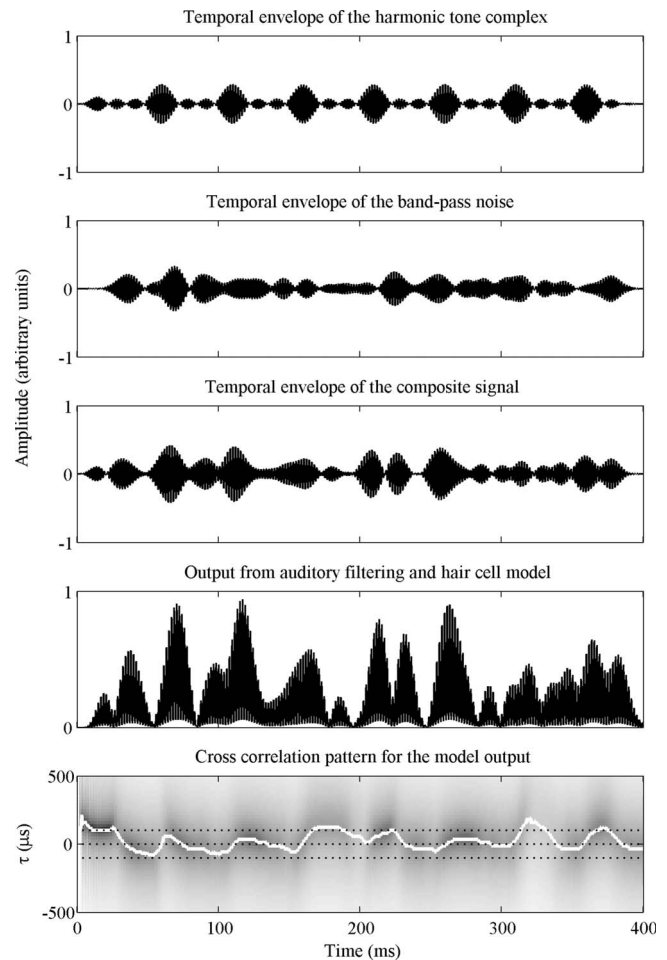 Temporal envelope of the harmonic tone complex
1
0
-1
Temporal envelope of the band-pass noise
1
0
-1
Amplitude (arbitrary units)
Temporal envelope of the composite signal
1
0
-1
Output from auditory filtering and hair cell model
1
0
Cross correlation pattern for the model output
500
0
-500
τ (μs)
0
100
200
300
400
Time (ms)